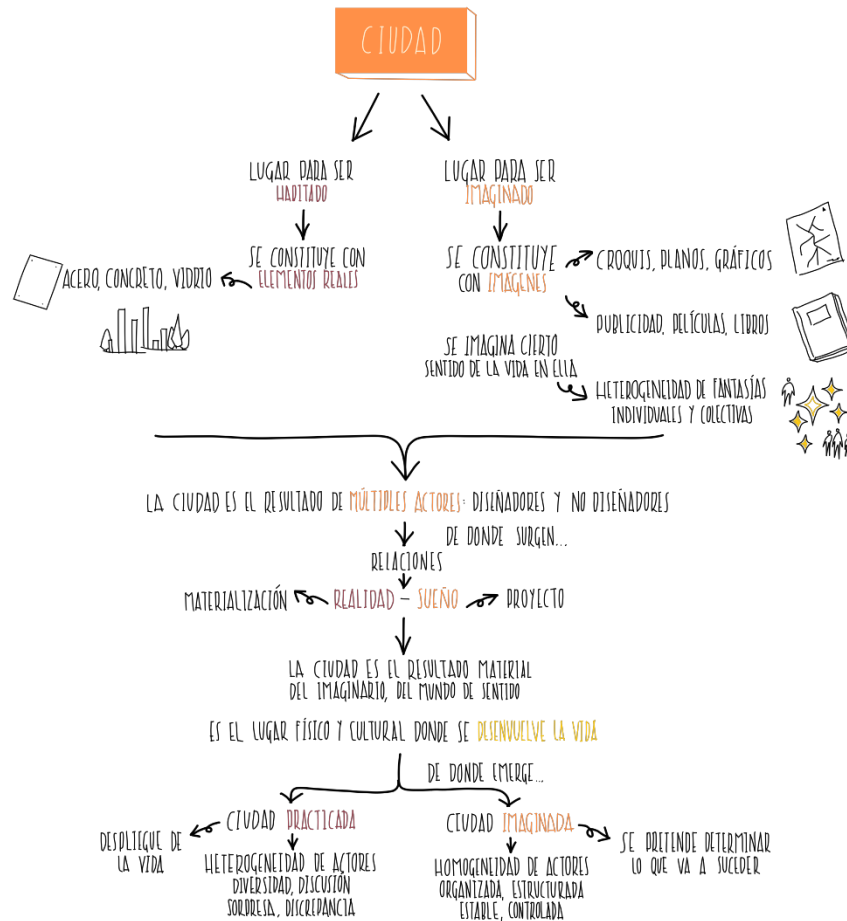 CIUDAD
LUGAR PARA SER
HABITADO
LUGAR PARA SER
IMAGINADO
SE CONSTITUYE CON
ELEMENTOS REALES
ACERO, CONCRETO, VIDRIO
SE CONSTITUYE
CON IMÁGENES
CROQUIS, PLANOS, GRÁFICOS
PUBLICIDAD, PELÍCULAS, LIBROS
SE IMAGINA CIERTO
SENTIDO DE LA VIDA EN ELLA
HETEROGENEIDAD DE FANTASÍAS
INDIVIDUALES Y COLECTIVAS
LA CIUDAD ES EL RESULTADO DE MÚLTIPLES ACTORES: DISEÑADORES Y NO DISEÑADORES
DE DONDE SURGEN...
RELACIONES
MATERIALIZACIÓN REALIDAD - SUEÑO PROYECTO
LA CIUDAD ES EL RESULTADO MATERIAL
DEL IMAGINARIO, DEL MUNDO DE SENTIDO
ES EL LUGAR FÍSICO Y CULTURAL DONDE SE DESENVUELVE LA VIDA
DE DONDE EMERGE...
CIUDAD PRACTICADA
DESPLIEGUE DE
LA VIDA
HETEROGENEIDAD DE ACTORES
DIVERSIDAD, DISCUSIÓN
SORPRESA, DISCREPANCIA
CIUDAD IMAGINADA
HOMOGENEIDAD DE ACTORES
ORGANIZADA, ESTRUCTURADA
ESTABLE, CONTROLADA
SE PRETENDE DETERMINAR
LO QUE VA A SUCEDER